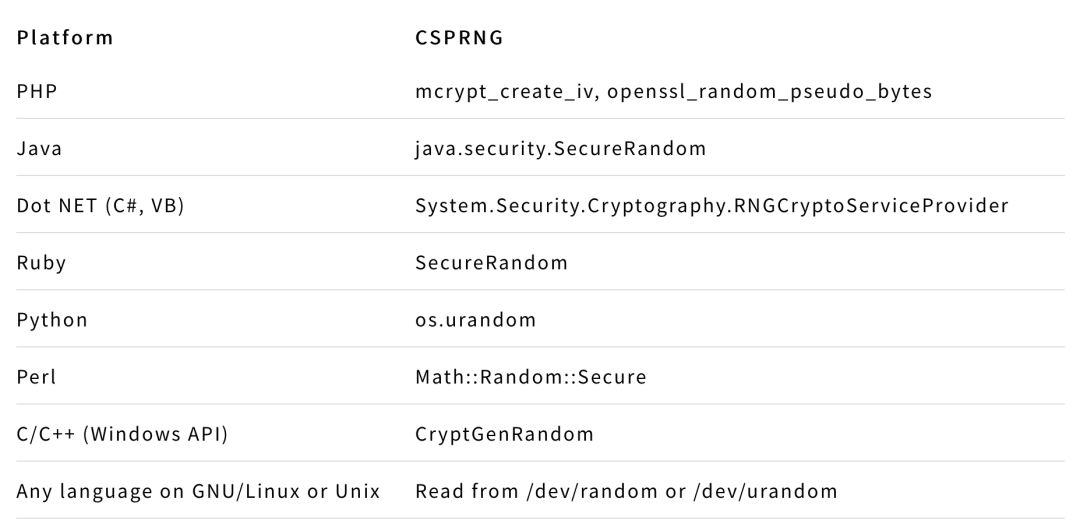 Platform CSPRNG
PHP mcrypt_create_iv, openssl_random_pseudo_bytes
Java java.security.SecureRandom
Dot NET (C#, VB) System.Security.Cryptography.RNGCryptoServiceProvider
Ruby SecureRandom
Python os.urandom
Perl Math::Random::Secure
C/C++ (Windows API) CryptGenRandom
Any language on GNU/Linux or Unix Read from /dev/random or /dev/urandom